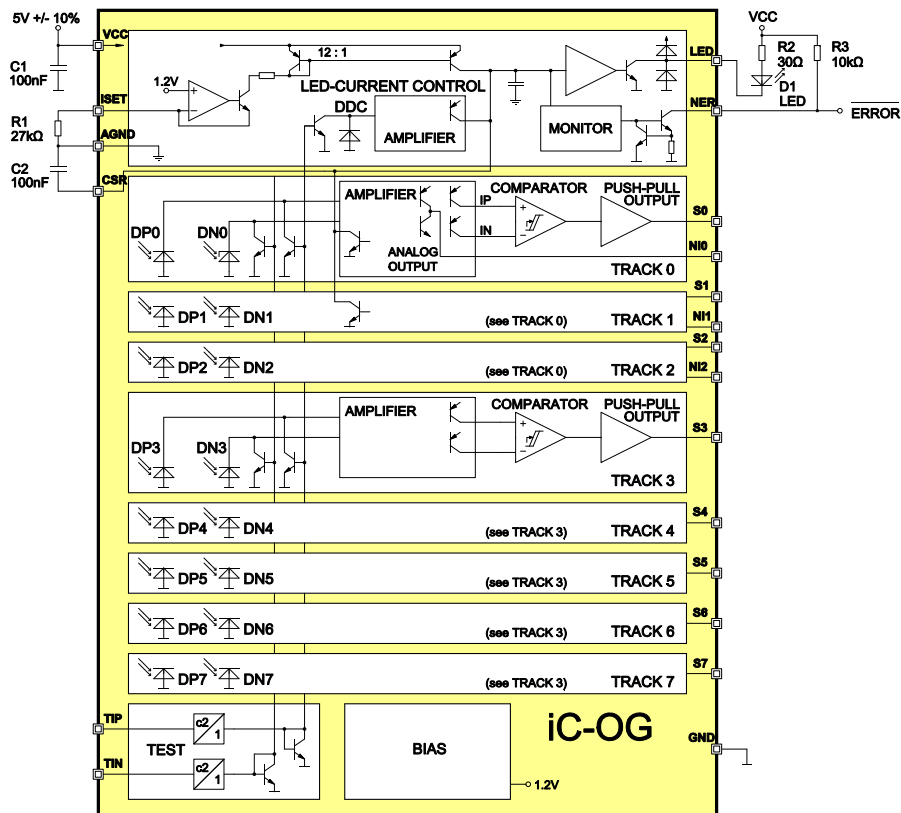 5V +/- 10%
VCC
C1
100nF
ISET
R1
27kΩ
AGND
C2
100nF
CSR
1.2V
12 : 1
LED-CURRENT CONTROL
DDC
AMPLIFIER
MONITOR
LED
NER
VCC
R2
30Ω
R3
10kΩ
D1
LED
ERROR
DP0
DN0
AMPLIFIER
IP
IN
ANALOG
OUTPUT
COMPARATOR
+
−
PUSH-PULL
OUTPUT
TRACK 0
S0
NI0
DP1
DN1
(see TRACK 0)
TRACK 1
S1
NI1
DP2
DN2
(see TRACK 0)
TRACK 2
S2
NI2
DP3
DN3
AMPLIFIER
COMPARATOR
+
−
PUSH-PULL
OUTPUT
TRACK 3
S3
DP4
DN4
(see TRACK 3)
TRACK 4
S4
DP5
DN5
(see TRACK 3)
TRACK 5
S5
DP6
DN6
(see TRACK 3)
TRACK 6
S6
DP7
DN7
(see TRACK 3)
TRACK 7
S7
TIP
TIN
TEST
c2
1
c2
1
BIAS
1.2V
iC-OG
GND